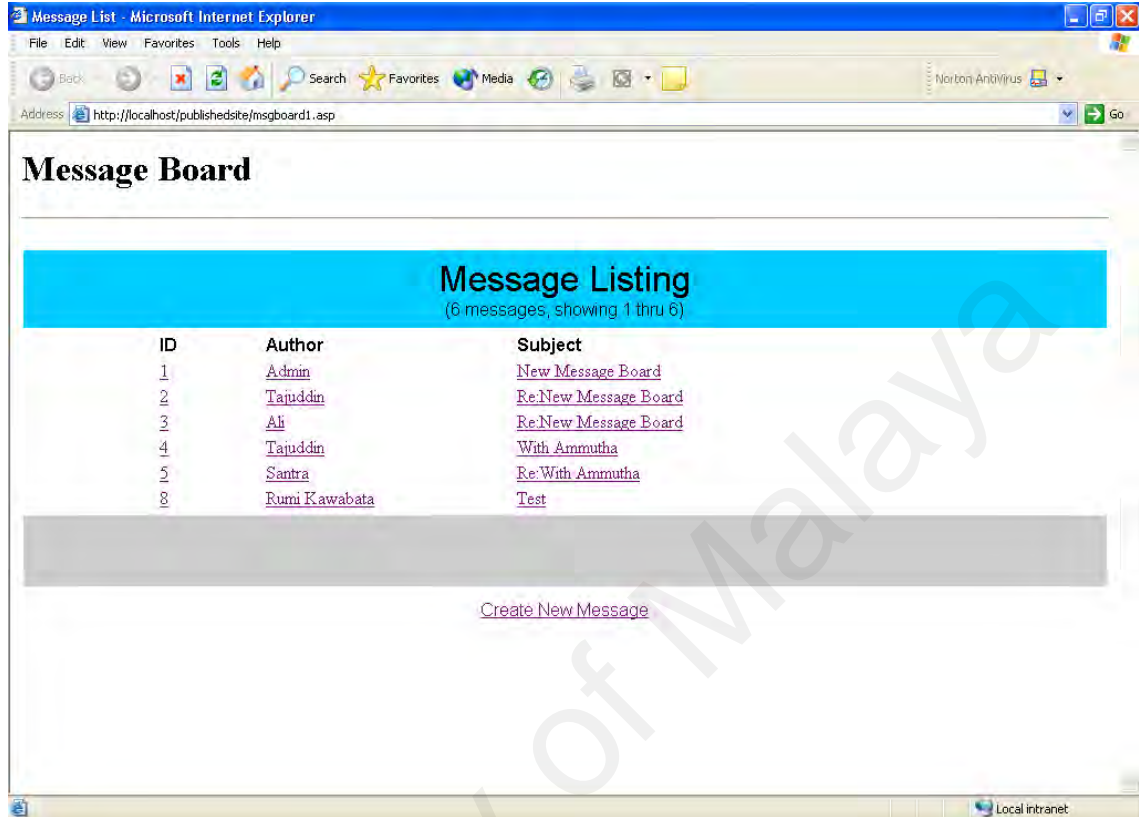 Message List - Microsoft Internet Explorer
File Edit View Favorites Tools Help
Back Search Favorites Media Norton AntiVirus
Address http://localhost/publishedsite/msgboard1.asp Go
Message Board
Message Listing
(6 messages, showing 1 thru 6)
ID Author Subject
1 Admin New Message Board
2 Tajuddin Re:New Message Board
3 Ali Re:New Message Board
4 Tajuddin With Ammutha
5 Santra Re:With Ammutha
8 Rumi Kawabata Test
Create New Message
Local intranet
y of Malaya